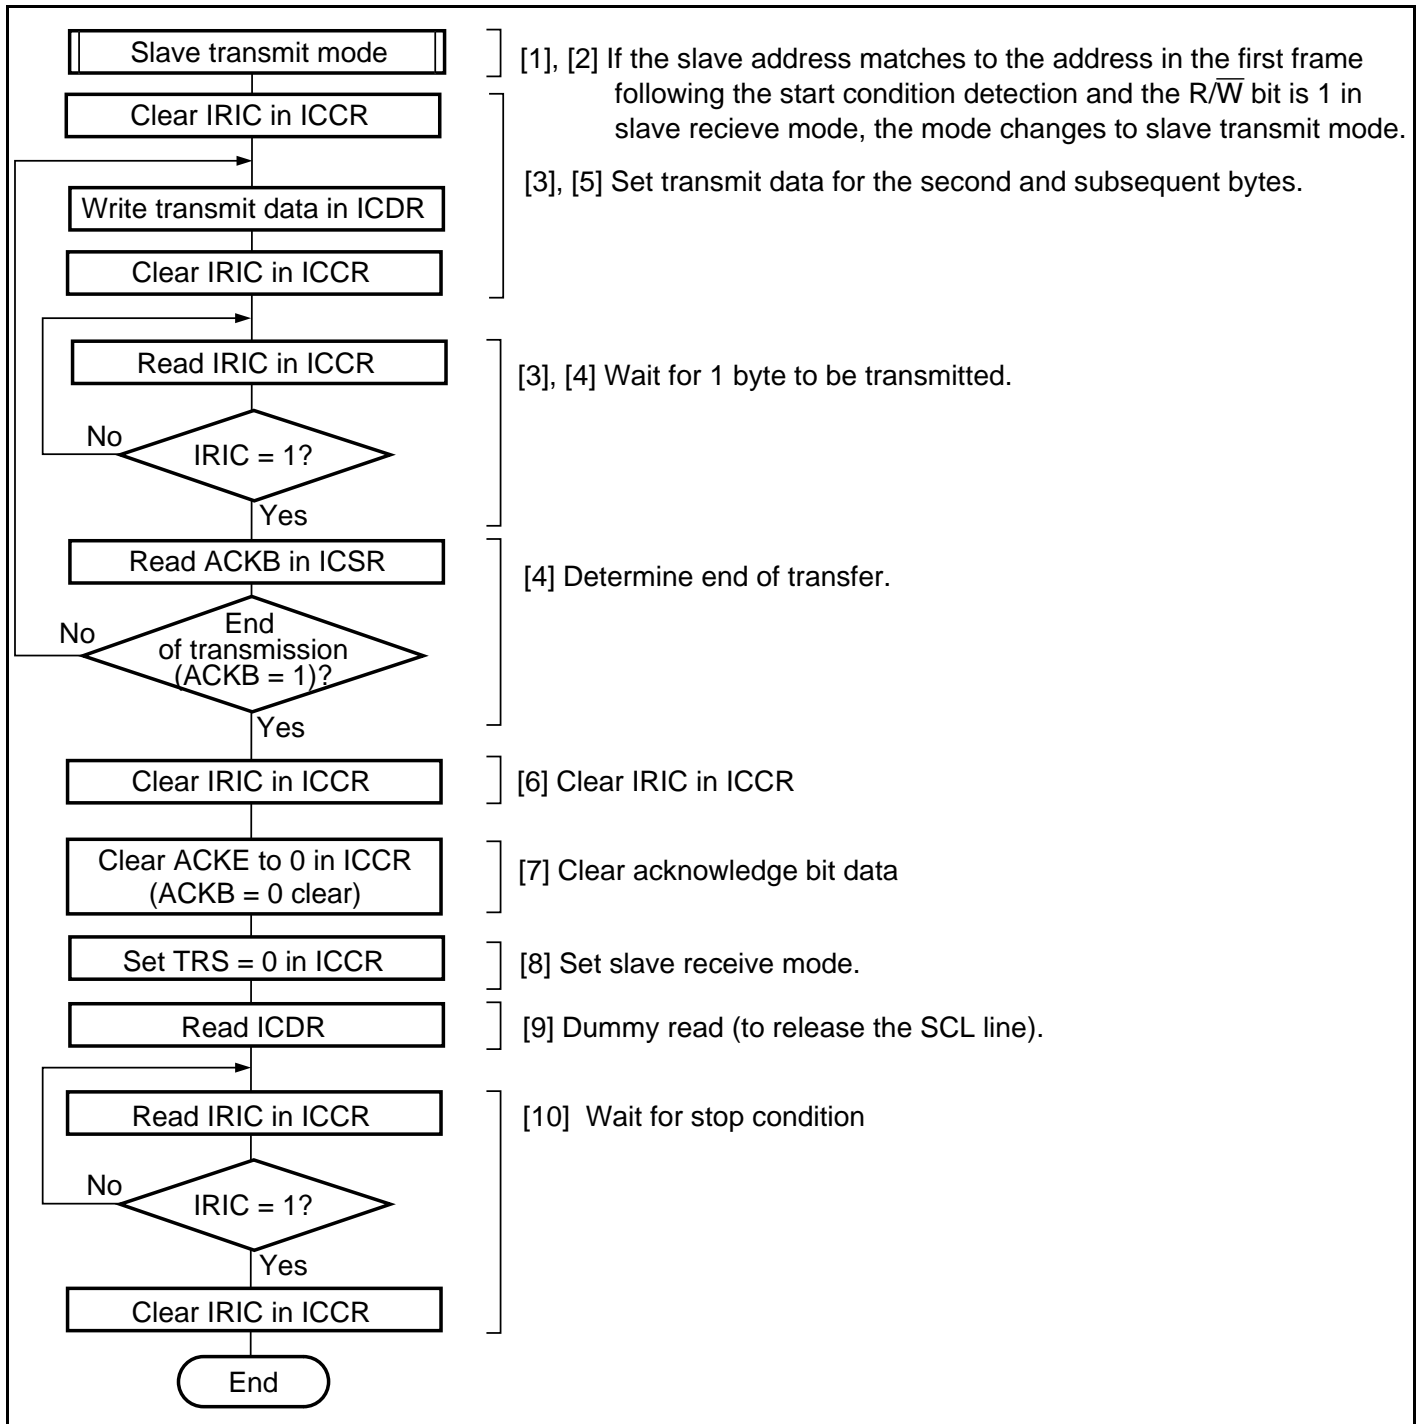 Slave transmit mode
[1], [2] If the slave address matches to the address in the first frame
following the start condition detection and the R/W̅ bit is 1 in
slave recieve mode, the mode changes to slave transmit mode.
Clear IRIC in ICCR
[3], [5] Set transmit data for the second and subsequent bytes.
Write transmit data in ICDR
Clear IRIC in ICCR
Read IRIC in ICCR
[3], [4] Wait for 1 byte to be transmitted.
No
IRIC = 1?
Yes
Read ACKB in ICSR
[4] Determine end of transfer.
No
End
of transmission
(ACKB = 1)?
Yes
Clear IRIC in ICCR
[6] Clear IRIC in ICCR
Clear ACKE to 0 in ICCR
(ACKB = 0 clear)
[7] Clear acknowledge bit data
Set TRS = 0 in ICCR
[8] Set slave receive mode.
Read ICDR
[9] Dummy read (to release the SCL line).
Read IRIC in ICCR
[10] Wait for stop condition
No
IRIC = 1?
Yes
Clear IRIC in ICCR
End